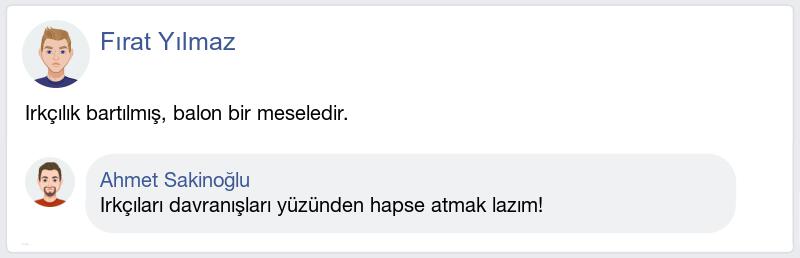 Fırat Yılmaz
Irkçılık bartılmış, balon bir meseledir.
Ahmet Sakinoğlu
Irkçıları davranışları yüzünden hapse atmak lazım!